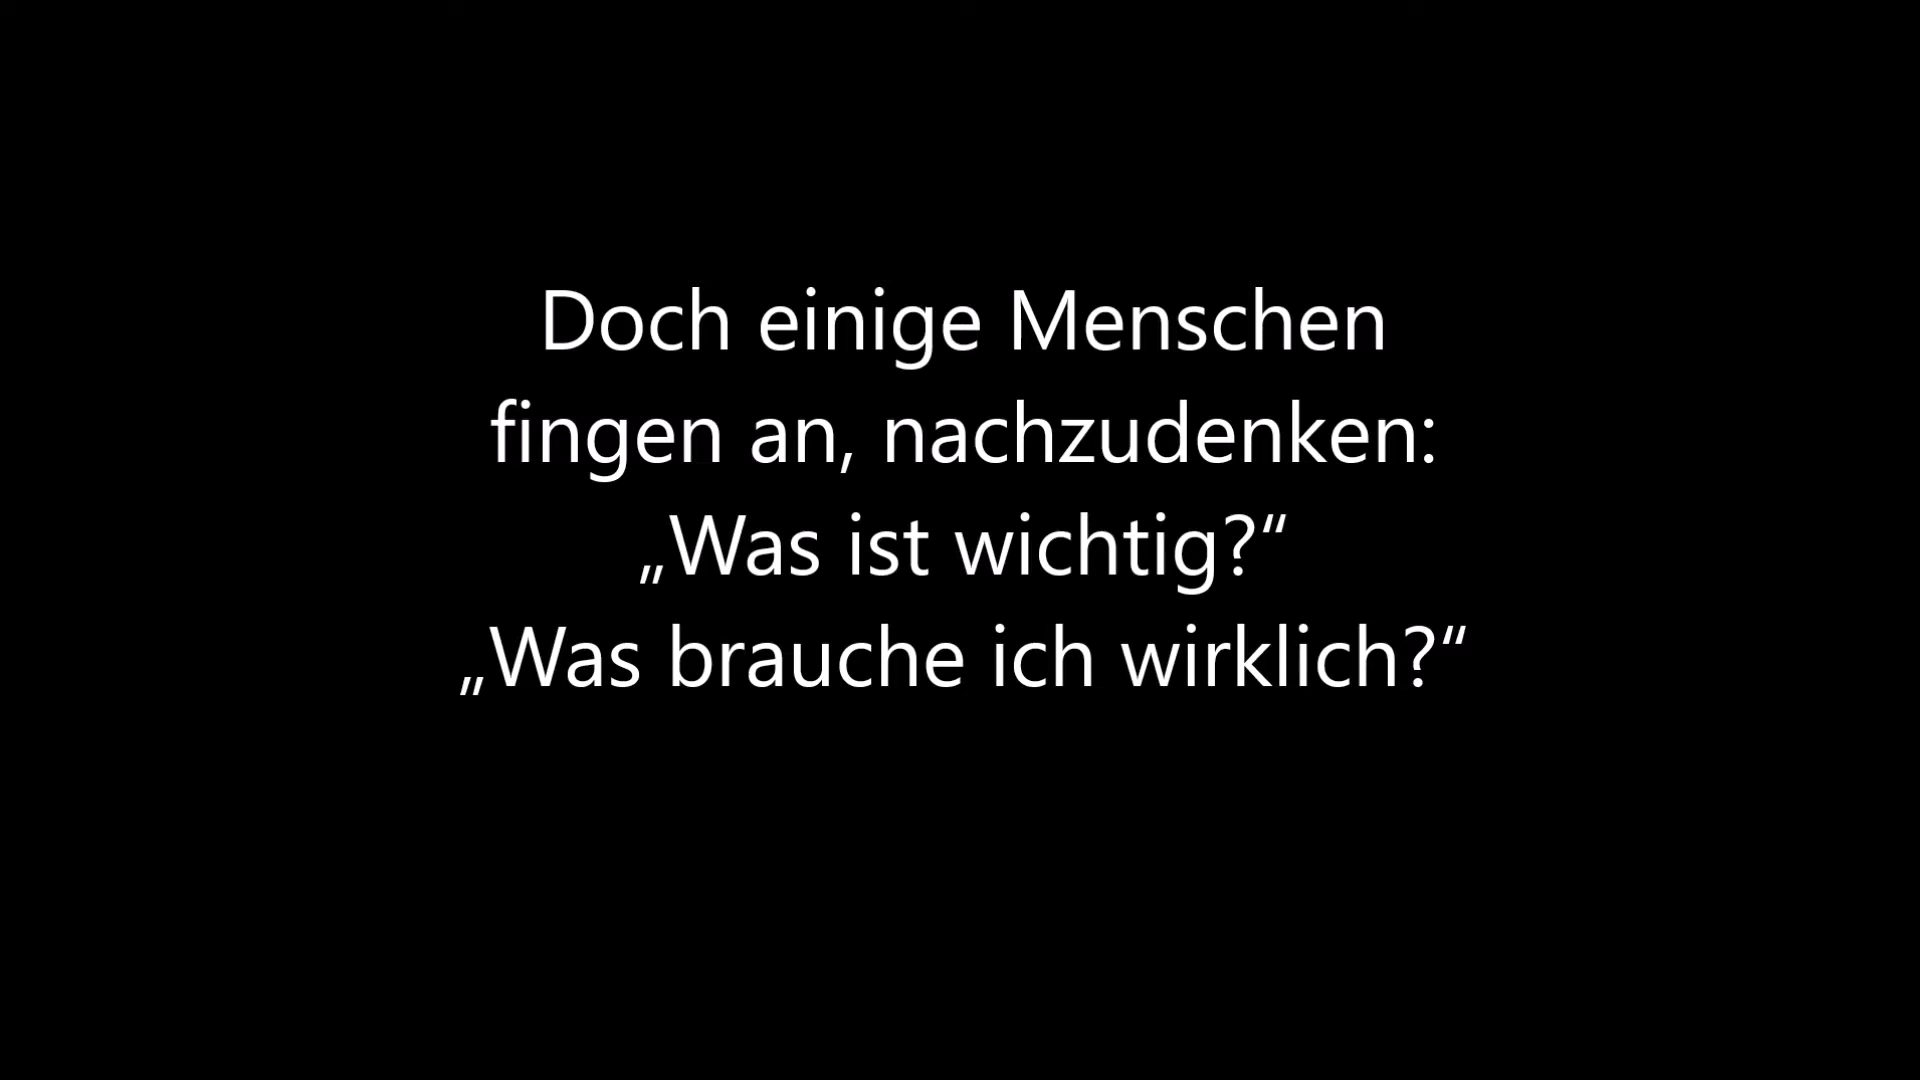 Doch einige Menschen
fingen an, nachzudenken:
„Was ist wichtig?“
„Was brauche ich wirklich?“